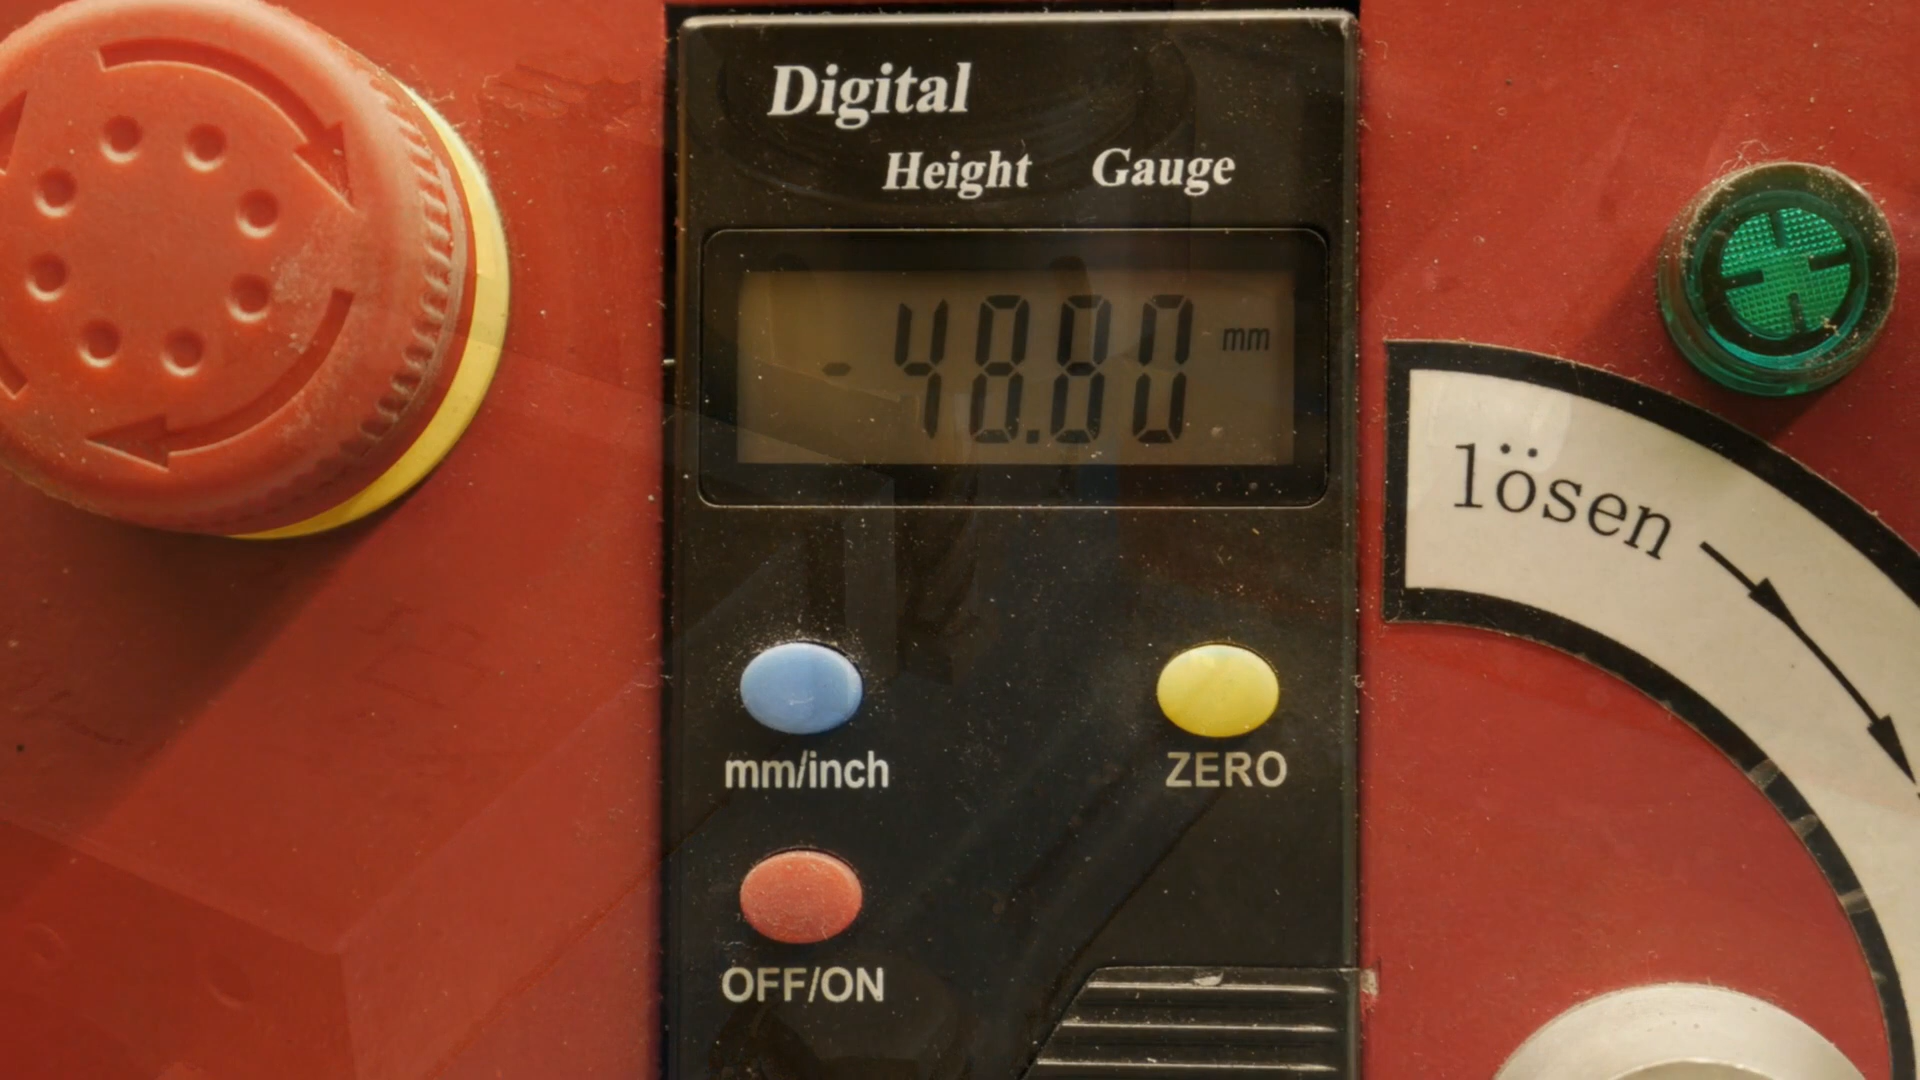 Digital
Height Gauge
-48.80 mm
lösen
mm/inch
ZERO
OFF/ON